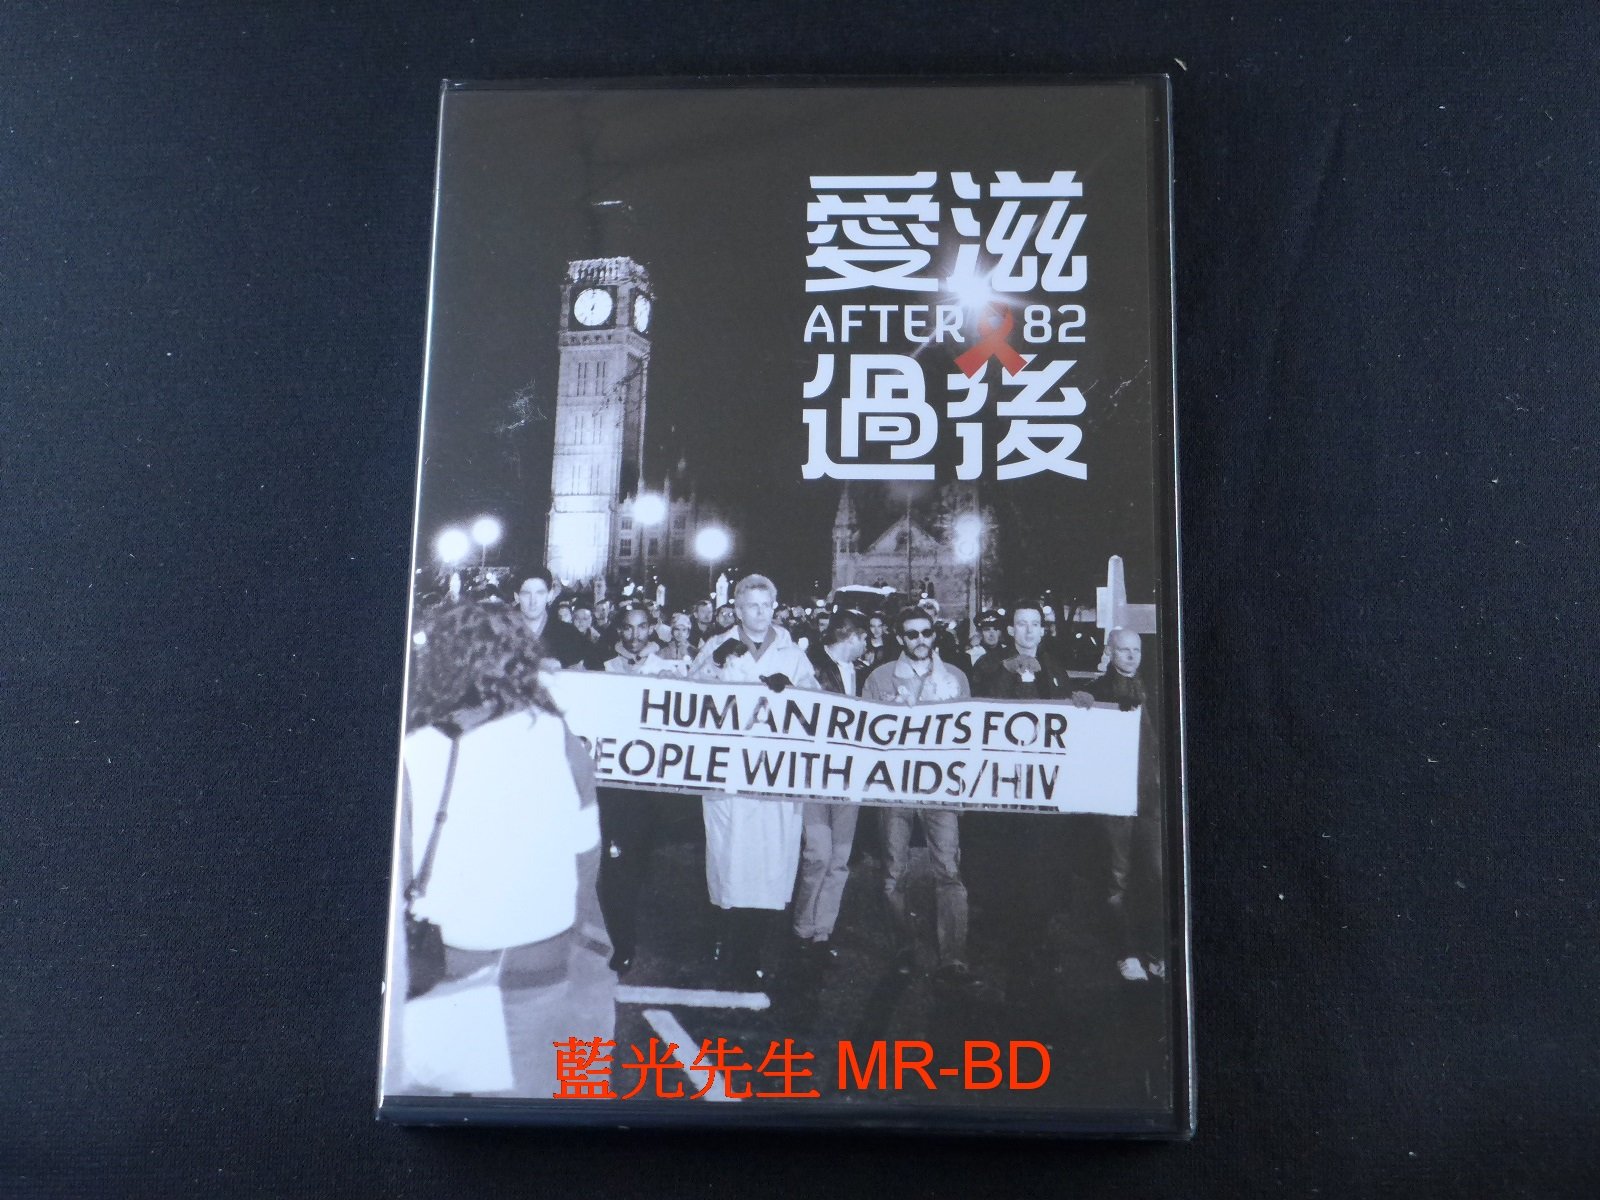 愛滋
AFTER 82
過後
HUMAN RIGHTS FOR
PEOPLE WITH AIDS/HIV
藍光先生 MR-BD